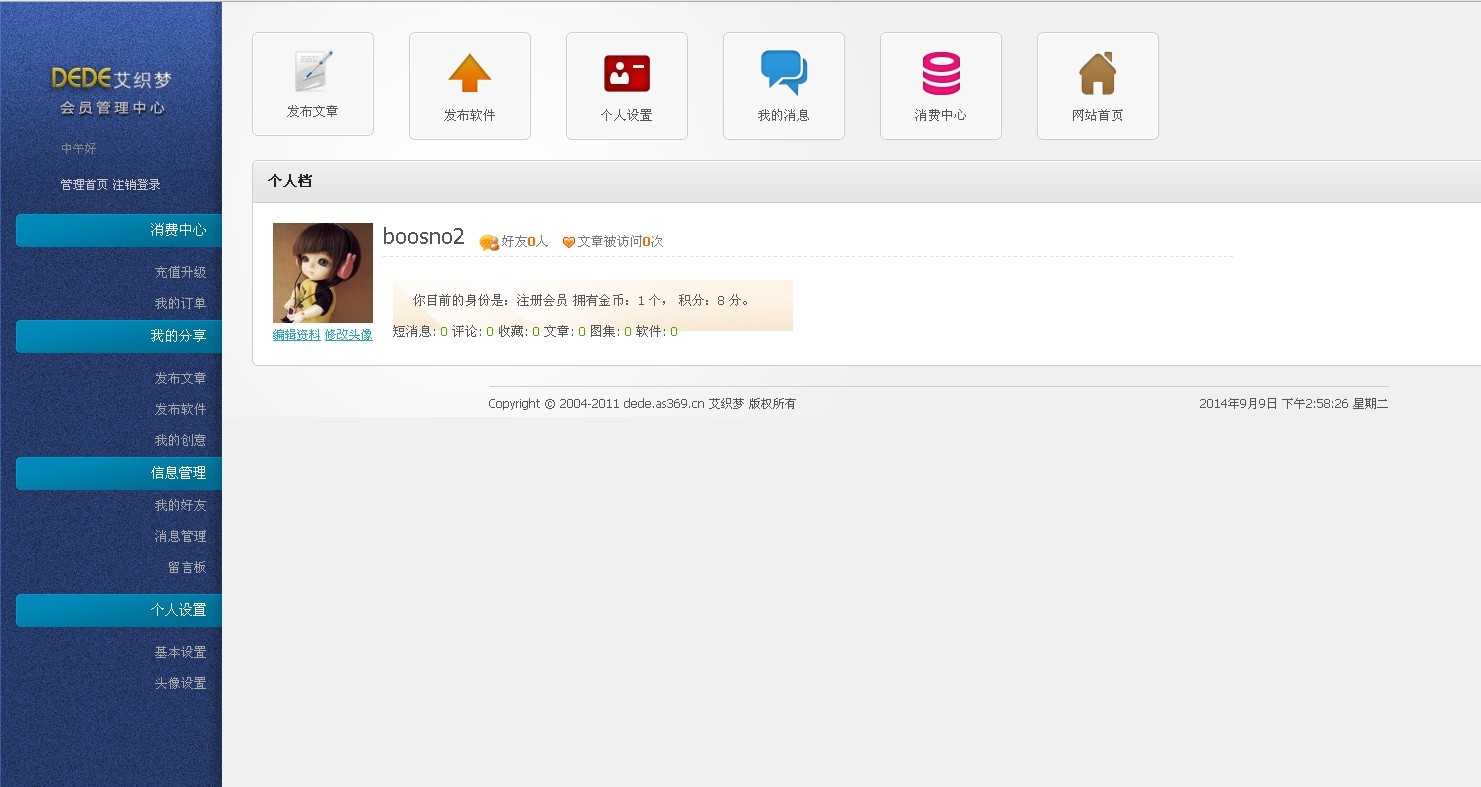 DEDE艾织梦
会员管理中心
中午好
管理首页 注销登录
消费中心
充值升级
我的订单
我的分享
发布文章
发布软件
我的创意
信息管理
我的好友
消息管理
留言板
个人设置
基本设置
头像设置
发布文章
发布软件
个人设置
我的消息
消费中心
网站首页
个人档
boosno2 好友0人 文章被访问0次
你目前的身份是：注册会员 拥有金币：1 个， 积分：8 分。
短消息: 0 评论: 0 收藏: 0 文章: 0 图集: 0 软件: 0
编辑资料 修改头像
Copyright © 2004-2011 dede.as369.cn 艾织梦 版权所有
2014年9月9日 下午2:58:26 星期二